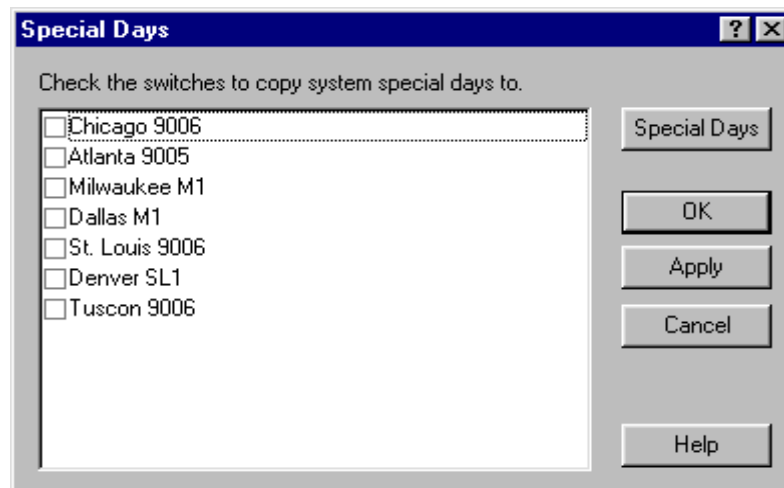 Special Days
Check the switches to copy system special days to.
Chicago 9006
Atlanta 9005
Milwaukee M1
Dallas M1
St. Louis 9006
Denver SL1
Tuscon 9006
Special Days
OK
Apply
Cancel
Help